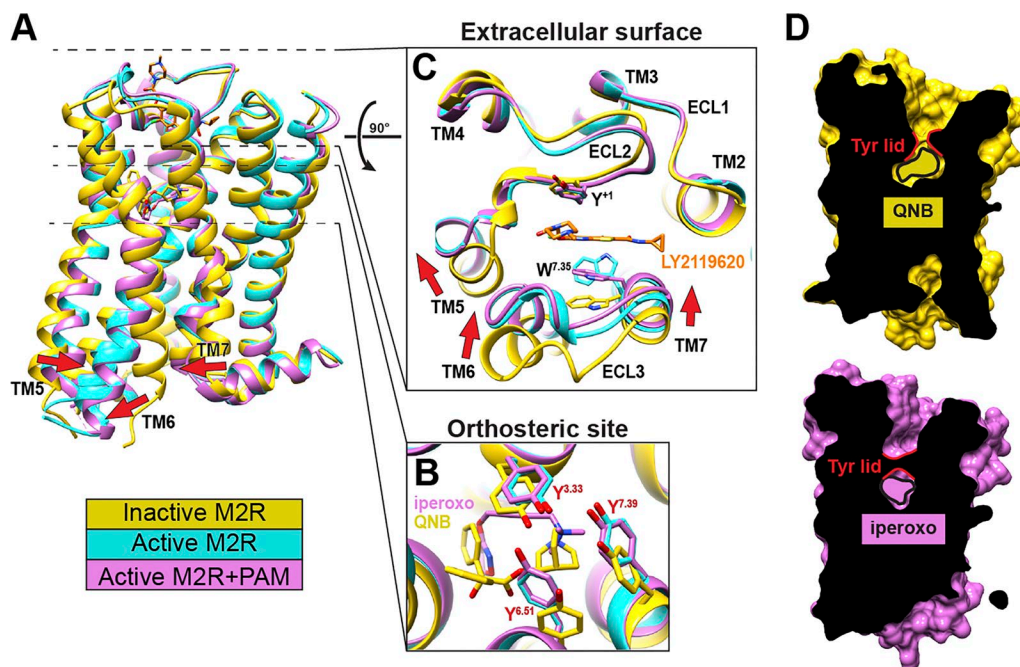 A
Extracellular surface
D
C
TM3
ECL1
TM4
ECL2
TM2
90°
Y+1
LY2119620
W7.35
TM5
TM6
TM7
ECL3
TM7
TM5
TM6
Tyr lid
QNB
Orthosteric site
B
iperoxo
QNB
Y3.33
Y7.39
Y6.51
Tyr lid
iperoxo
Inactive M2R
Active M2R
Active M2R+PAM